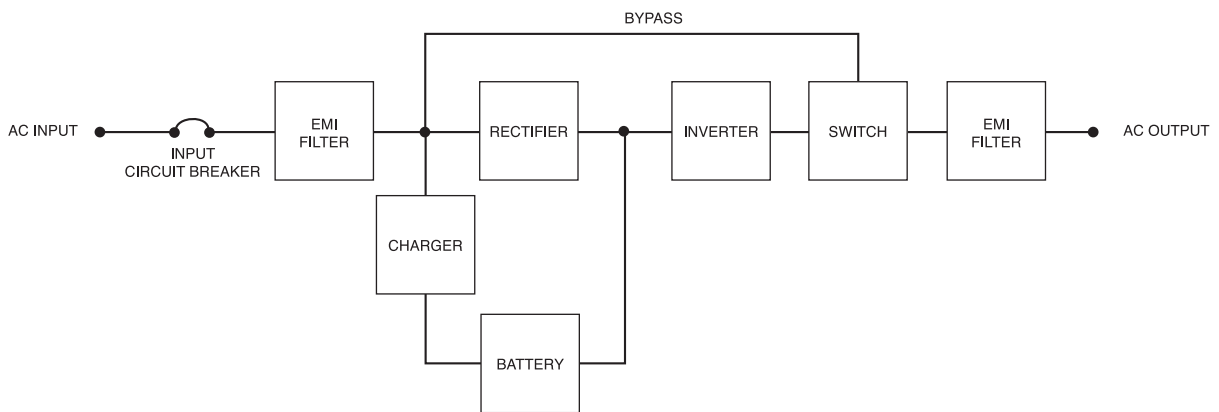 BYPASS
AC INPUT
INPUT
CIRCUIT BREAKER
EMI
FILTER
RECTIFIER
INVERTER
SWITCH
EMI
FILTER
AC OUTPUT
CHARGER
BATTERY